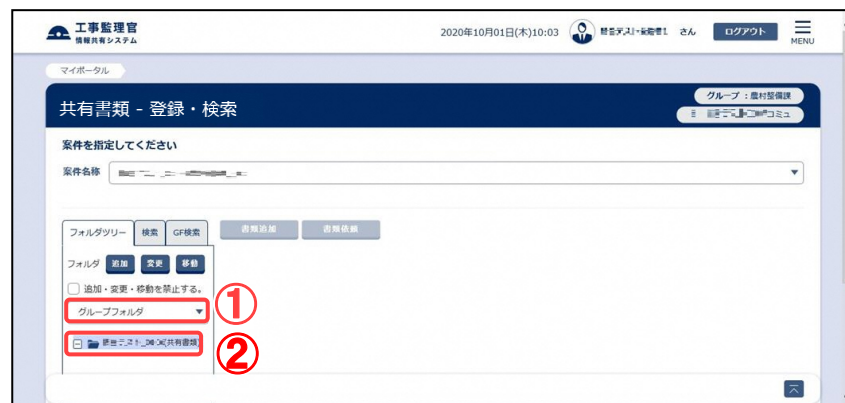 工事監理官
情報共有システム
2020年10月01日(木)10:03
さん
ログアウト
MENU
マイポータル
共有書類 - 登録・検索
グループ:農村整備課
案件を指定してください
案件名称
フォルダツリー
検索
GF検索
書類追加
書類依頼
フォルダ
追加
変更
移動
追加・変更・移動を禁止する。
グループフォルダ
①
(共有書類)
②